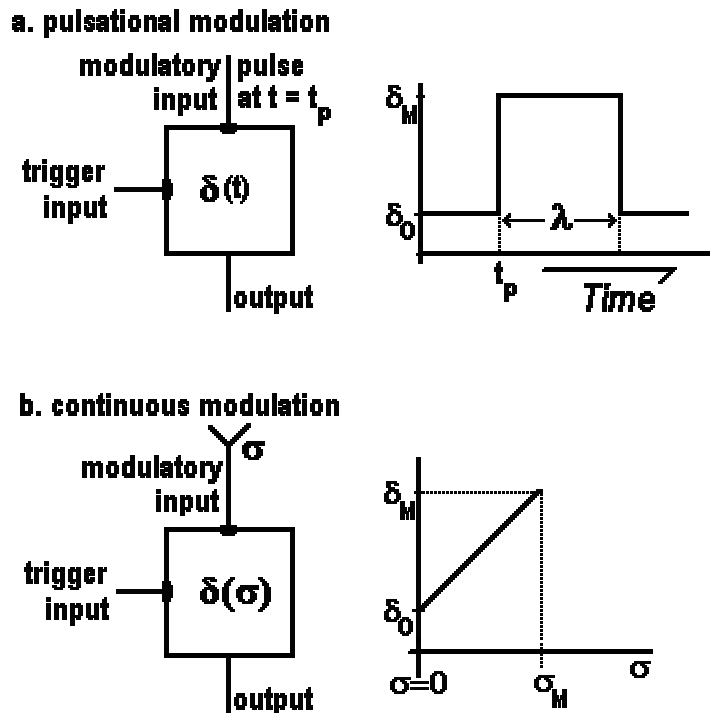 a. pulsational modulation
modulatory pulse
input at t = tp
trigger
input
δ(t)
output
δM
δ0
λ
tp
Time
b. continuous modulation
σ
modulatory
input
trigger
input
δ(σ)
output
δM
δ0
σ=0
σM
σ